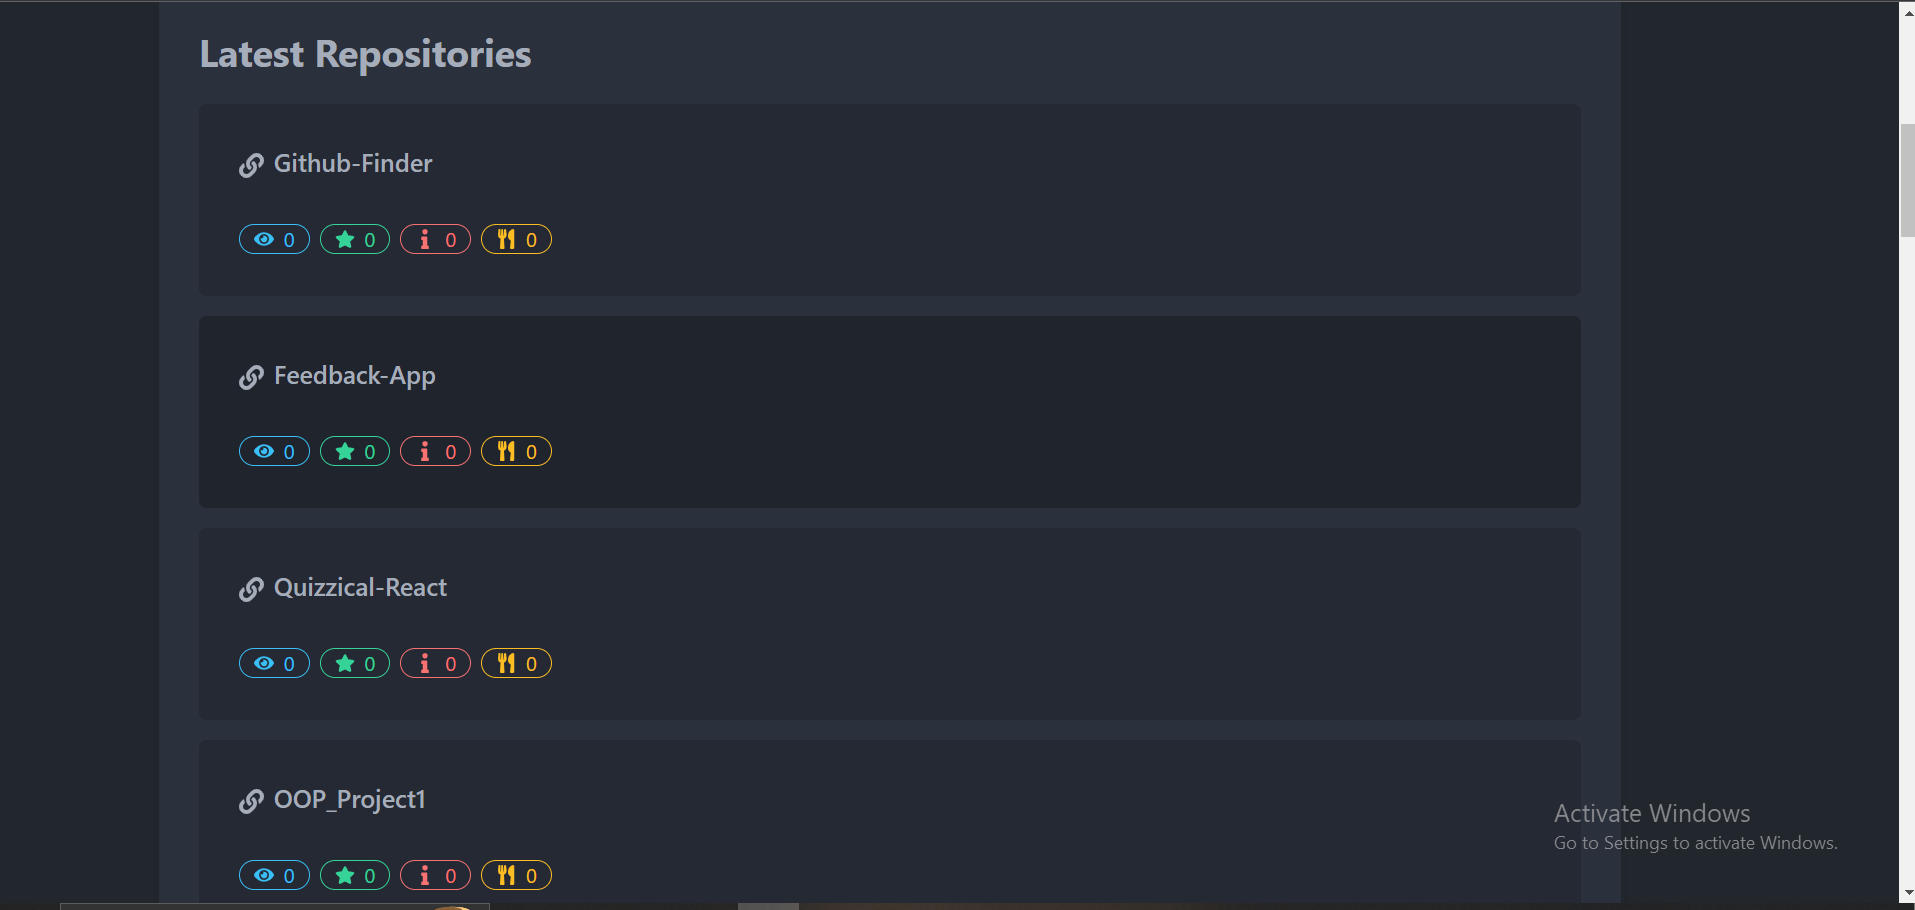 Latest Repositories
Github-Finder
0 0 0 0
Feedback-App
0 0 0 0
Quizzical-React
0 0 0 0
OOP_Project1
0 0 0 0
Activate Windows
Go to Settings to activate Windows.